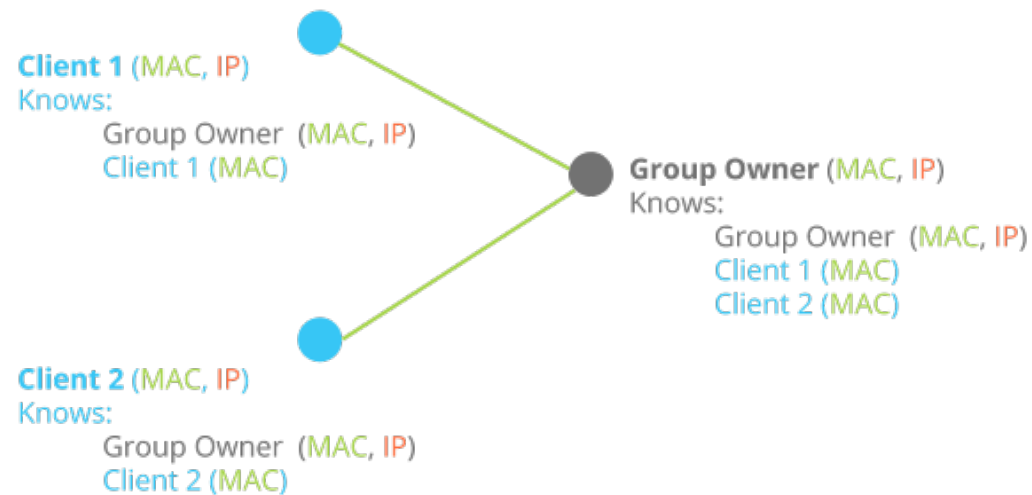 Client 1 (MAC, IP)
Knows:
Group Owner (MAC, IP)
Client 1 (MAC)
Group Owner (MAC, IP)
Knows:
Group Owner (MAC, IP)
Client 1 (MAC)
Client 2 (MAC)
Client 2 (MAC, IP)
Knows:
Group Owner (MAC, IP)
Client 2 (MAC)